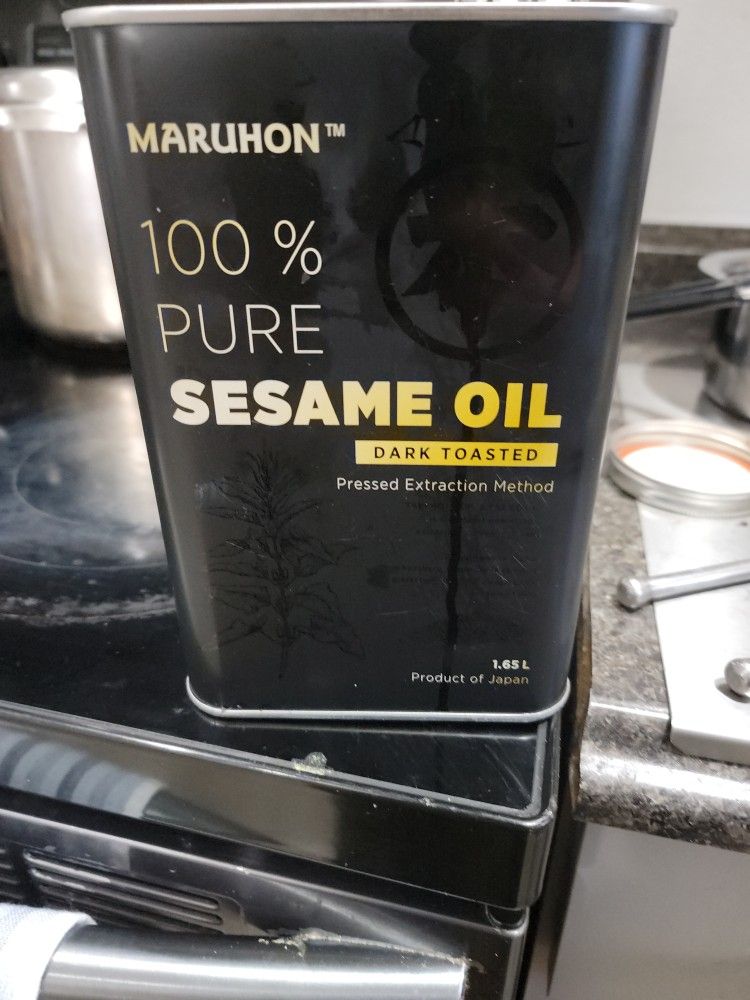 MARUHON™
100 %
PURE
SESAME OIL
DARK TOASTED
Pressed Extraction Method
1.65 L
Product of Japan